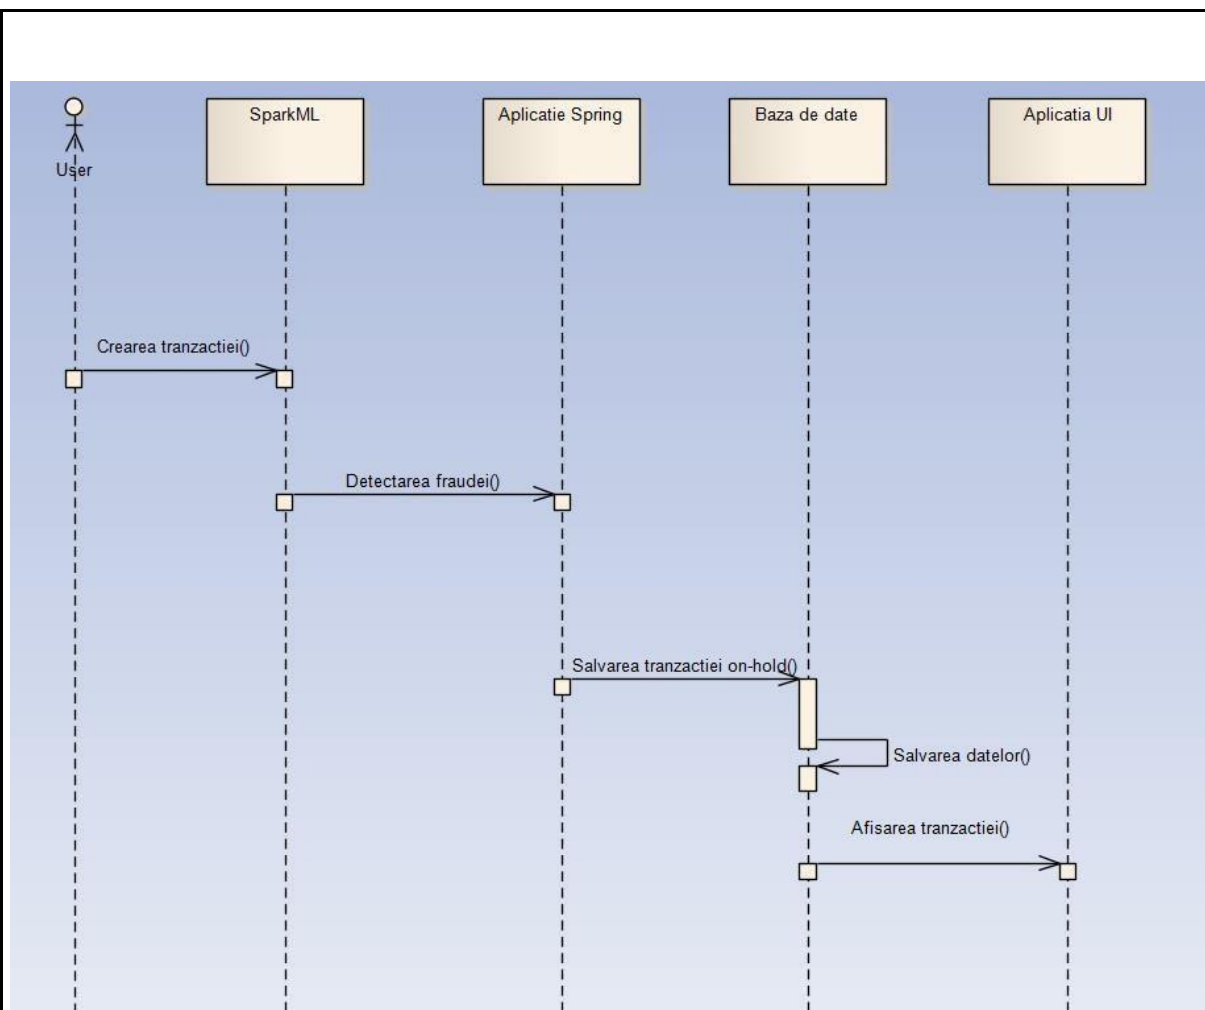 SparkML
Aplicatie Spring
Baza de date
Aplicatia UI
User
Crearea tranzactiei()
Detectarea fraudei()
Salvarea tranzactiei on-hold()
Salvarea datelor()
Afisarea tranzactiei()